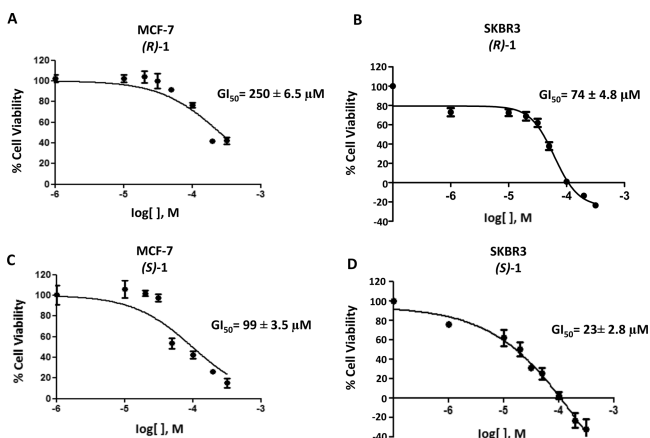 A
MCF-7
(R)-1
% Cell Viability
120
100
80
60
40
20
0
-6
-5
-4
-3
log[ ], M
GI50= 250 ± 6.5 µM
B
SKBR3
(R)-1
% Cell Viability
120
100
80
60
40
20
0
-20
-40
-6
-5
-4
-3
log[ ], M
GI50= 74 ± 4.8 µM
C
MCF-7
(S)-1
% Cell Viability
120
100
80
60
40
20
0
-6
-5
-4
-3
log[ ], M
GI50= 99 ± 3.5 µM
D
SKBR3
(S)-1
% Cell Viability
120
100
80
60
40
20
0
-20
-40
-6
-5
-4
-3
log[ ], M
GI50= 23± 2.8 µM